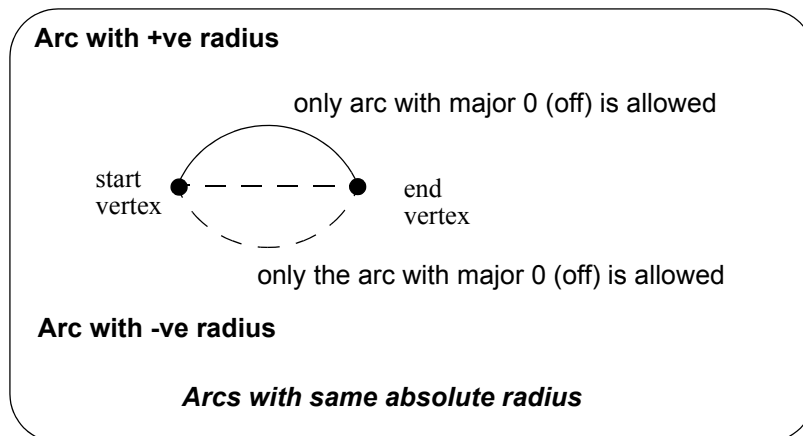 Arc with +ve radius
only arc with major 0 (off) is allowed
start
vertex
end
vertex
only the arc with major 0 (off) is allowed
Arc with -ve radius
Arcs with same absolute radius